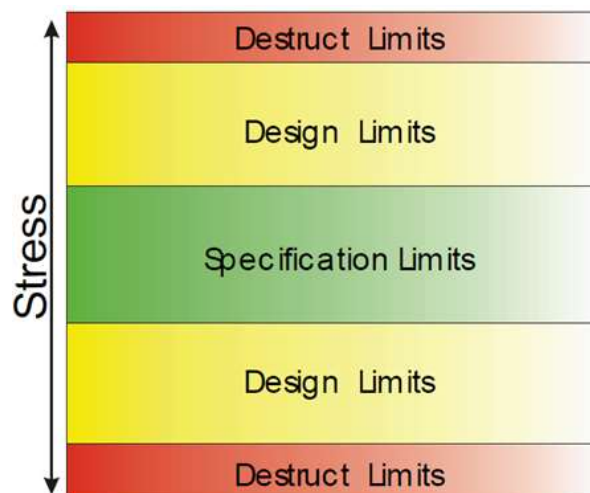 Destruct Limits
Design Limits
Specification Limits
Design Limits
Destruct Limits
Stress